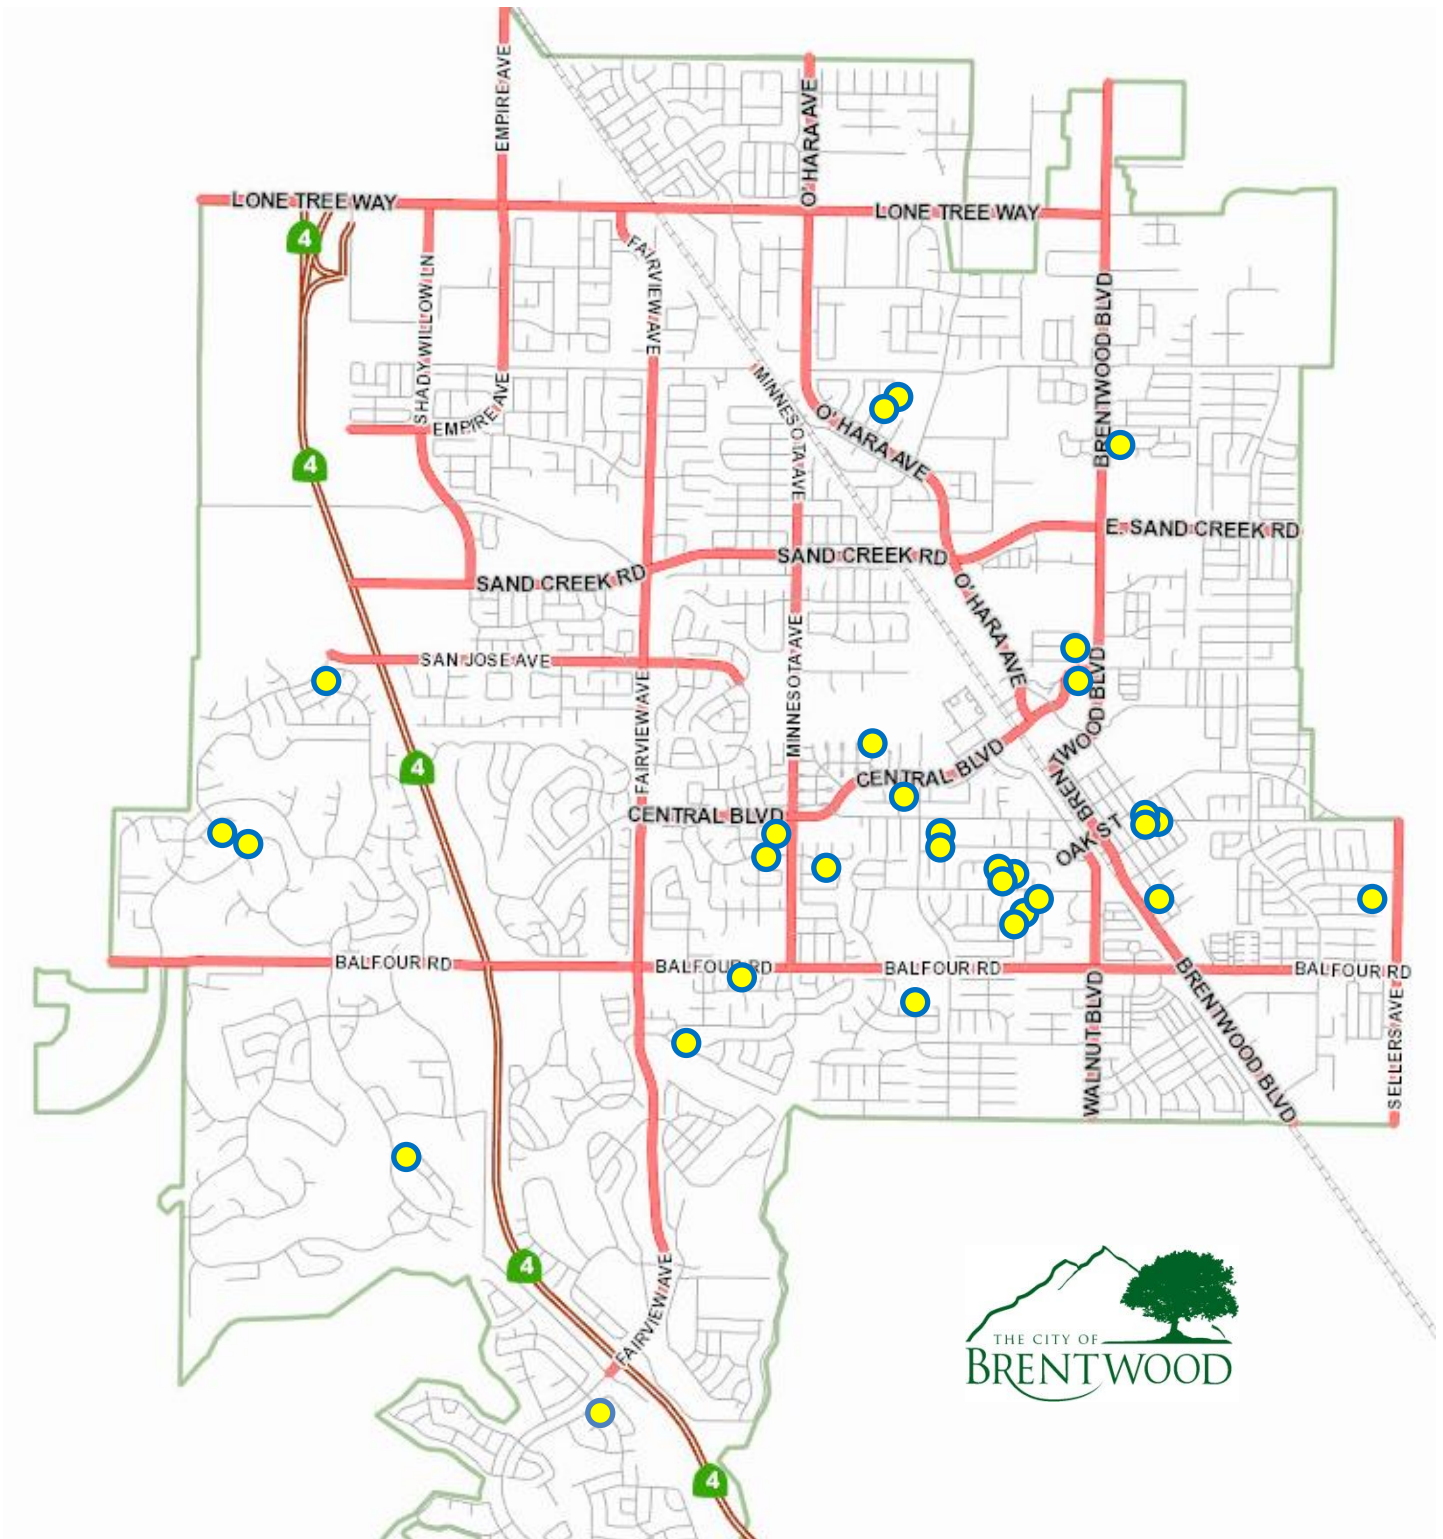 EMPIRE AVE
O'HARA AVE
LONE TREE WAY
LONE TREE WAY
4
FAIRVIEW AVE
SHADY WILLOW LN
BRENTWOOD BLVD
MINNESOTA AVE
EMPIRE AVE
O'HARA AVE
4
E. SAND CREEK RD
SAND CREEK RD
SAND CREEK RD
O'HARA AVE
SAN JOSE AVE
MINNESOTA AVE
FAIRVIEW AVE
BRENTWOOD BLVD
4
CENTRAL BLVD
CENTRAL BLVD
OAK ST
BALFOUR RD
BALFOUR RD
BALFOUR RD
BALFOUR RD
WALNUT BLVD
BRENTWOOD BLVD
SELLERS AVE
4
FAIRVIEW AVE
THE CITY OF
BRENTWOOD
4